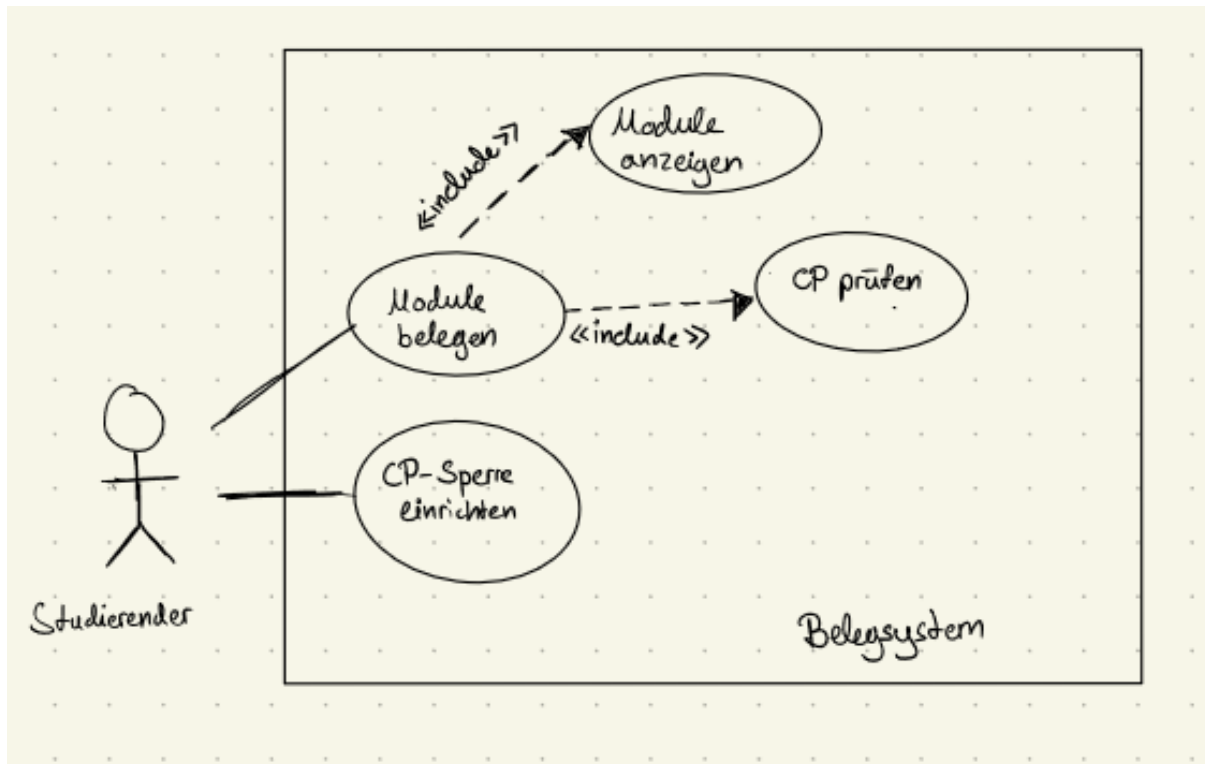 Module
anzeigen
«include»
CP prüfen
Module
belegen
«include»
CP-Sperre
einrichten
Studierender
Belegsystem